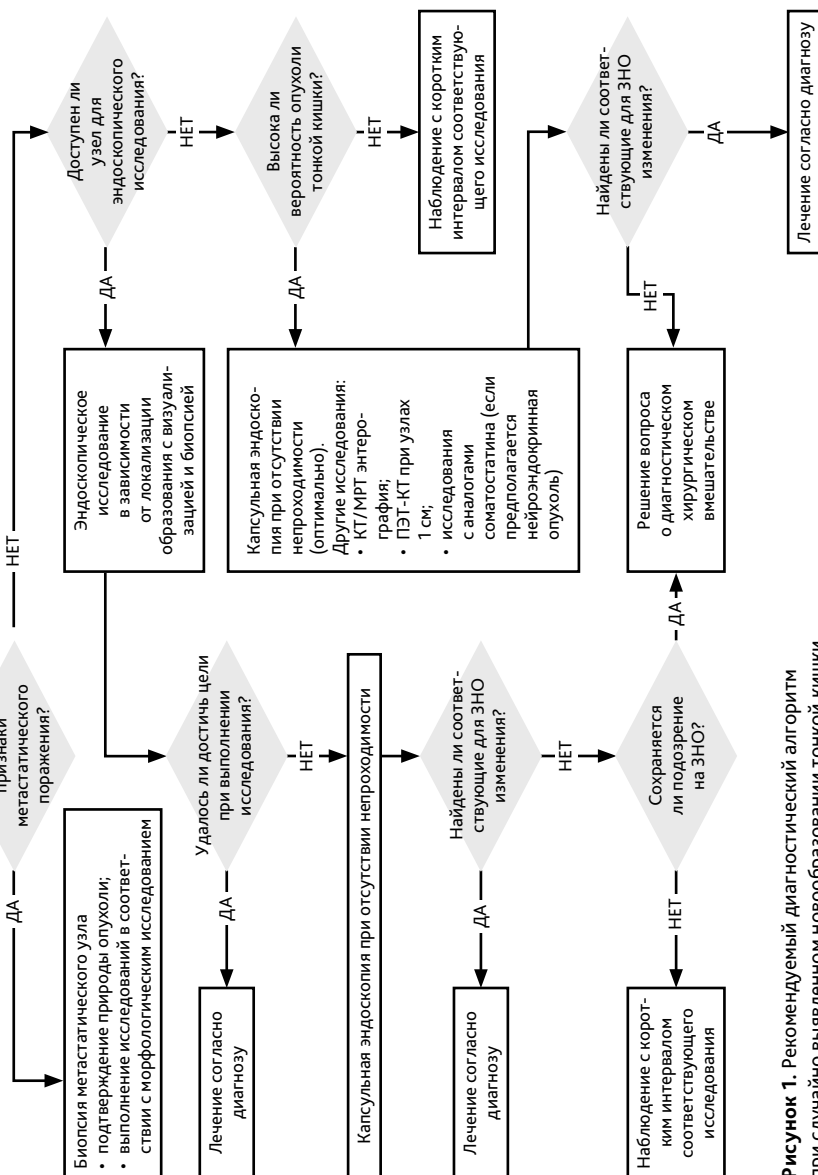 признаки
метастатического
поражения?
ДА
НЕТ
Биопсия метастатического узла
• подтверждение природы опухоли;
• выполнение исследований в соответ-
ствии с морфологическим исследованием
Доступен ли
узел для
эндоскопического
исследования?
ДА
НЕТ
Эндоскопическое
исследование
в зависимости
от локализации
образования с визуали-
зацией и биопсией
Высока ли
вероятность опухоли
тонкой кишки?
ДА
НЕТ
Наблюдение с коротким
интервалом соответствую-
щего исследования
Удалось ли достичь цели
при выполнении
исследования?
ДА
НЕТ
Лечение согласно
диагнозу
Капсульная эндоско-
пия при отсутствии
непроходимости
(оптимально).
Другие исследования:
• КТ/МРТ энтеро-
графия;
• ПЭТ-КТ при узлах
1 см;
• исследования
с аналогами
соматостатина (если
предполагается
нейроэндокринная
опухоль)
Капсульная эндоскопия при отсутствии непроходимости
Найдены ли соответ-
ствующие для ЗНО
изменения?
ДА
НЕТ
Лечение согласно
диагнозу
Найдены ли соответ-
ствующие для ЗНО
изменения?
НЕТ
ДА
Сохраняется
ли подозрение
на ЗНО?
НЕТ
ДА
Наблюдение с корот-
ким интервалом
соответствующего
исследования
Решение вопроса
о диагностическом
хирургическом
вмешательстве
Лечение согласно диагнозу
Рисунок 1. Рекомендуемый диагностический алгоритм
при случайно выявленном новообразовании тонкой кишки